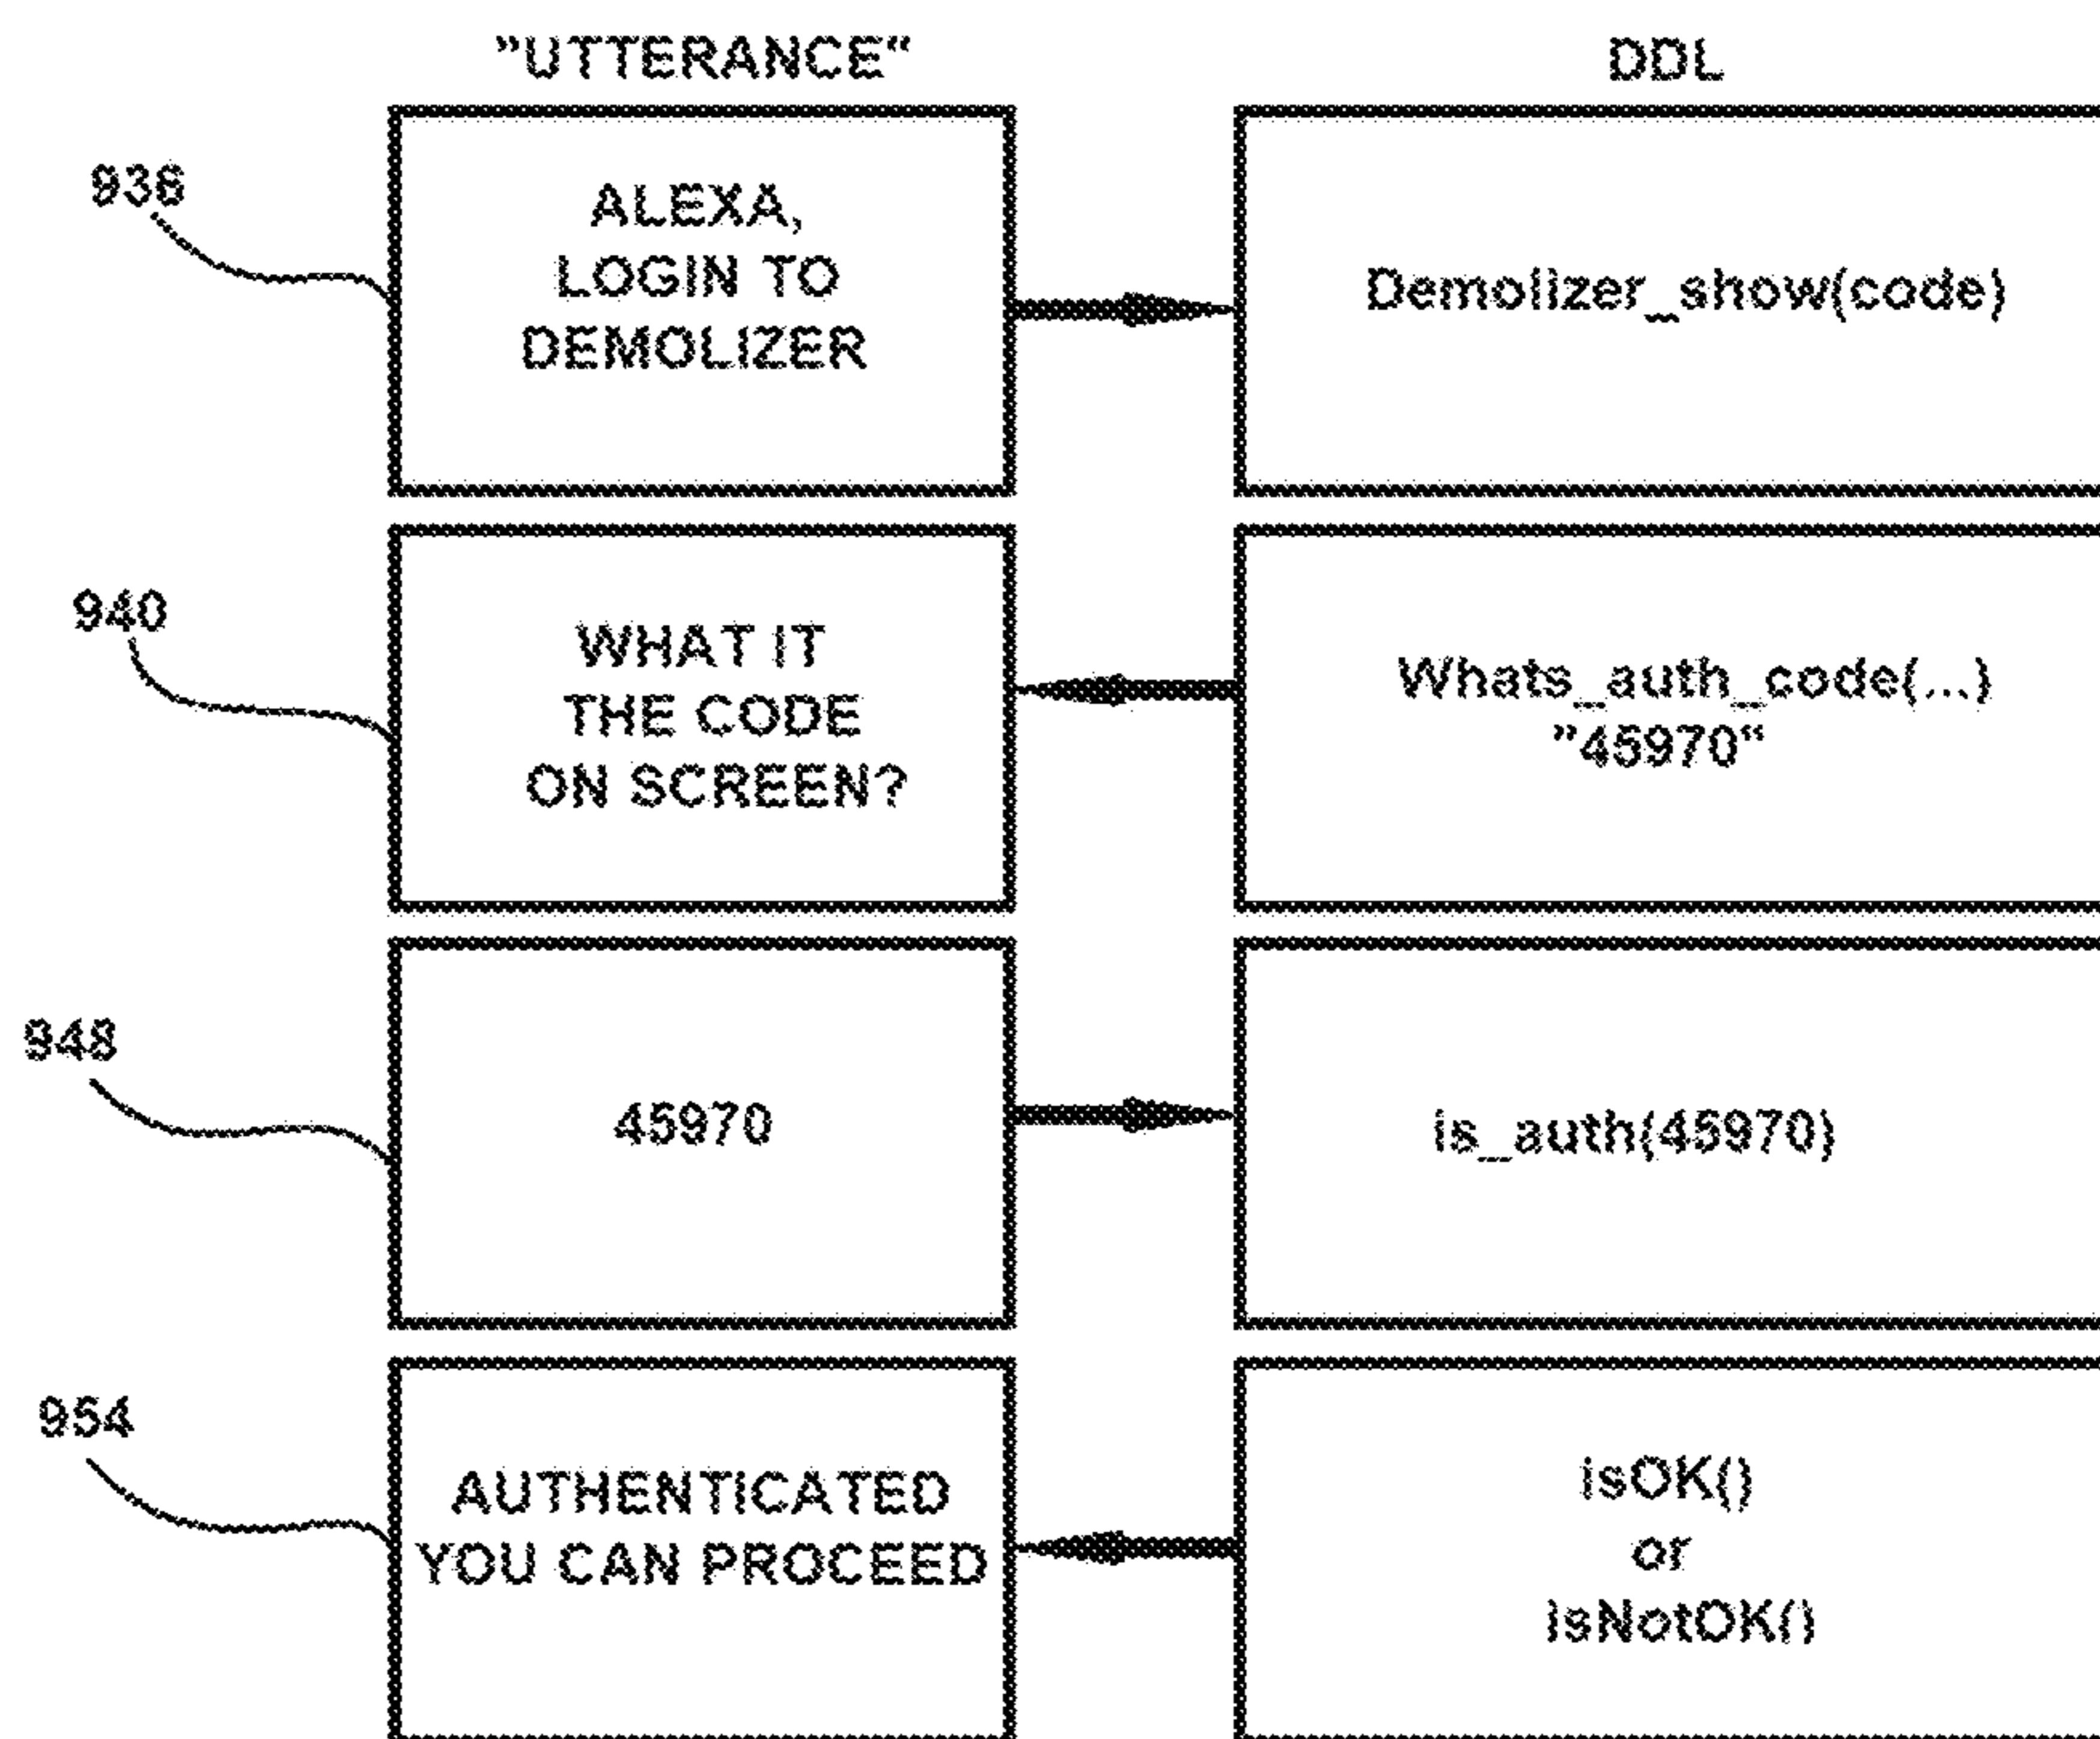 "UTTERANCE"
DDL
936
ALEXA,
LOGIN TO
DEMOLIZER
Demolizer_show(code)
940
WHAT IT
THE CODE
ON SCREEN?
Whats_auth_code(...)
"45970"
948
45970
is_auth(45970)
954
AUTHENTICATED
YOU CAN PROCEED
isOK()
or
isNotOK()